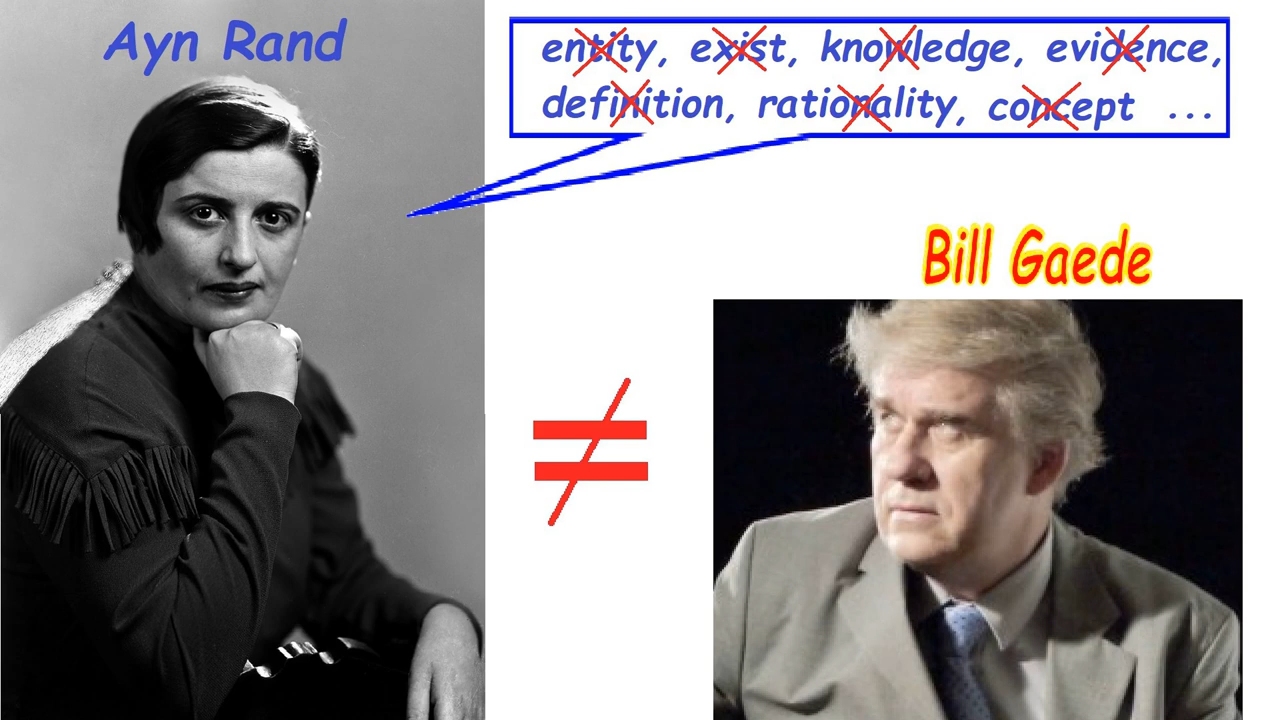 Ayn Rand
entity, exist, knowledge, evidence,
definition, rationality, concept ...
Bill Gaede